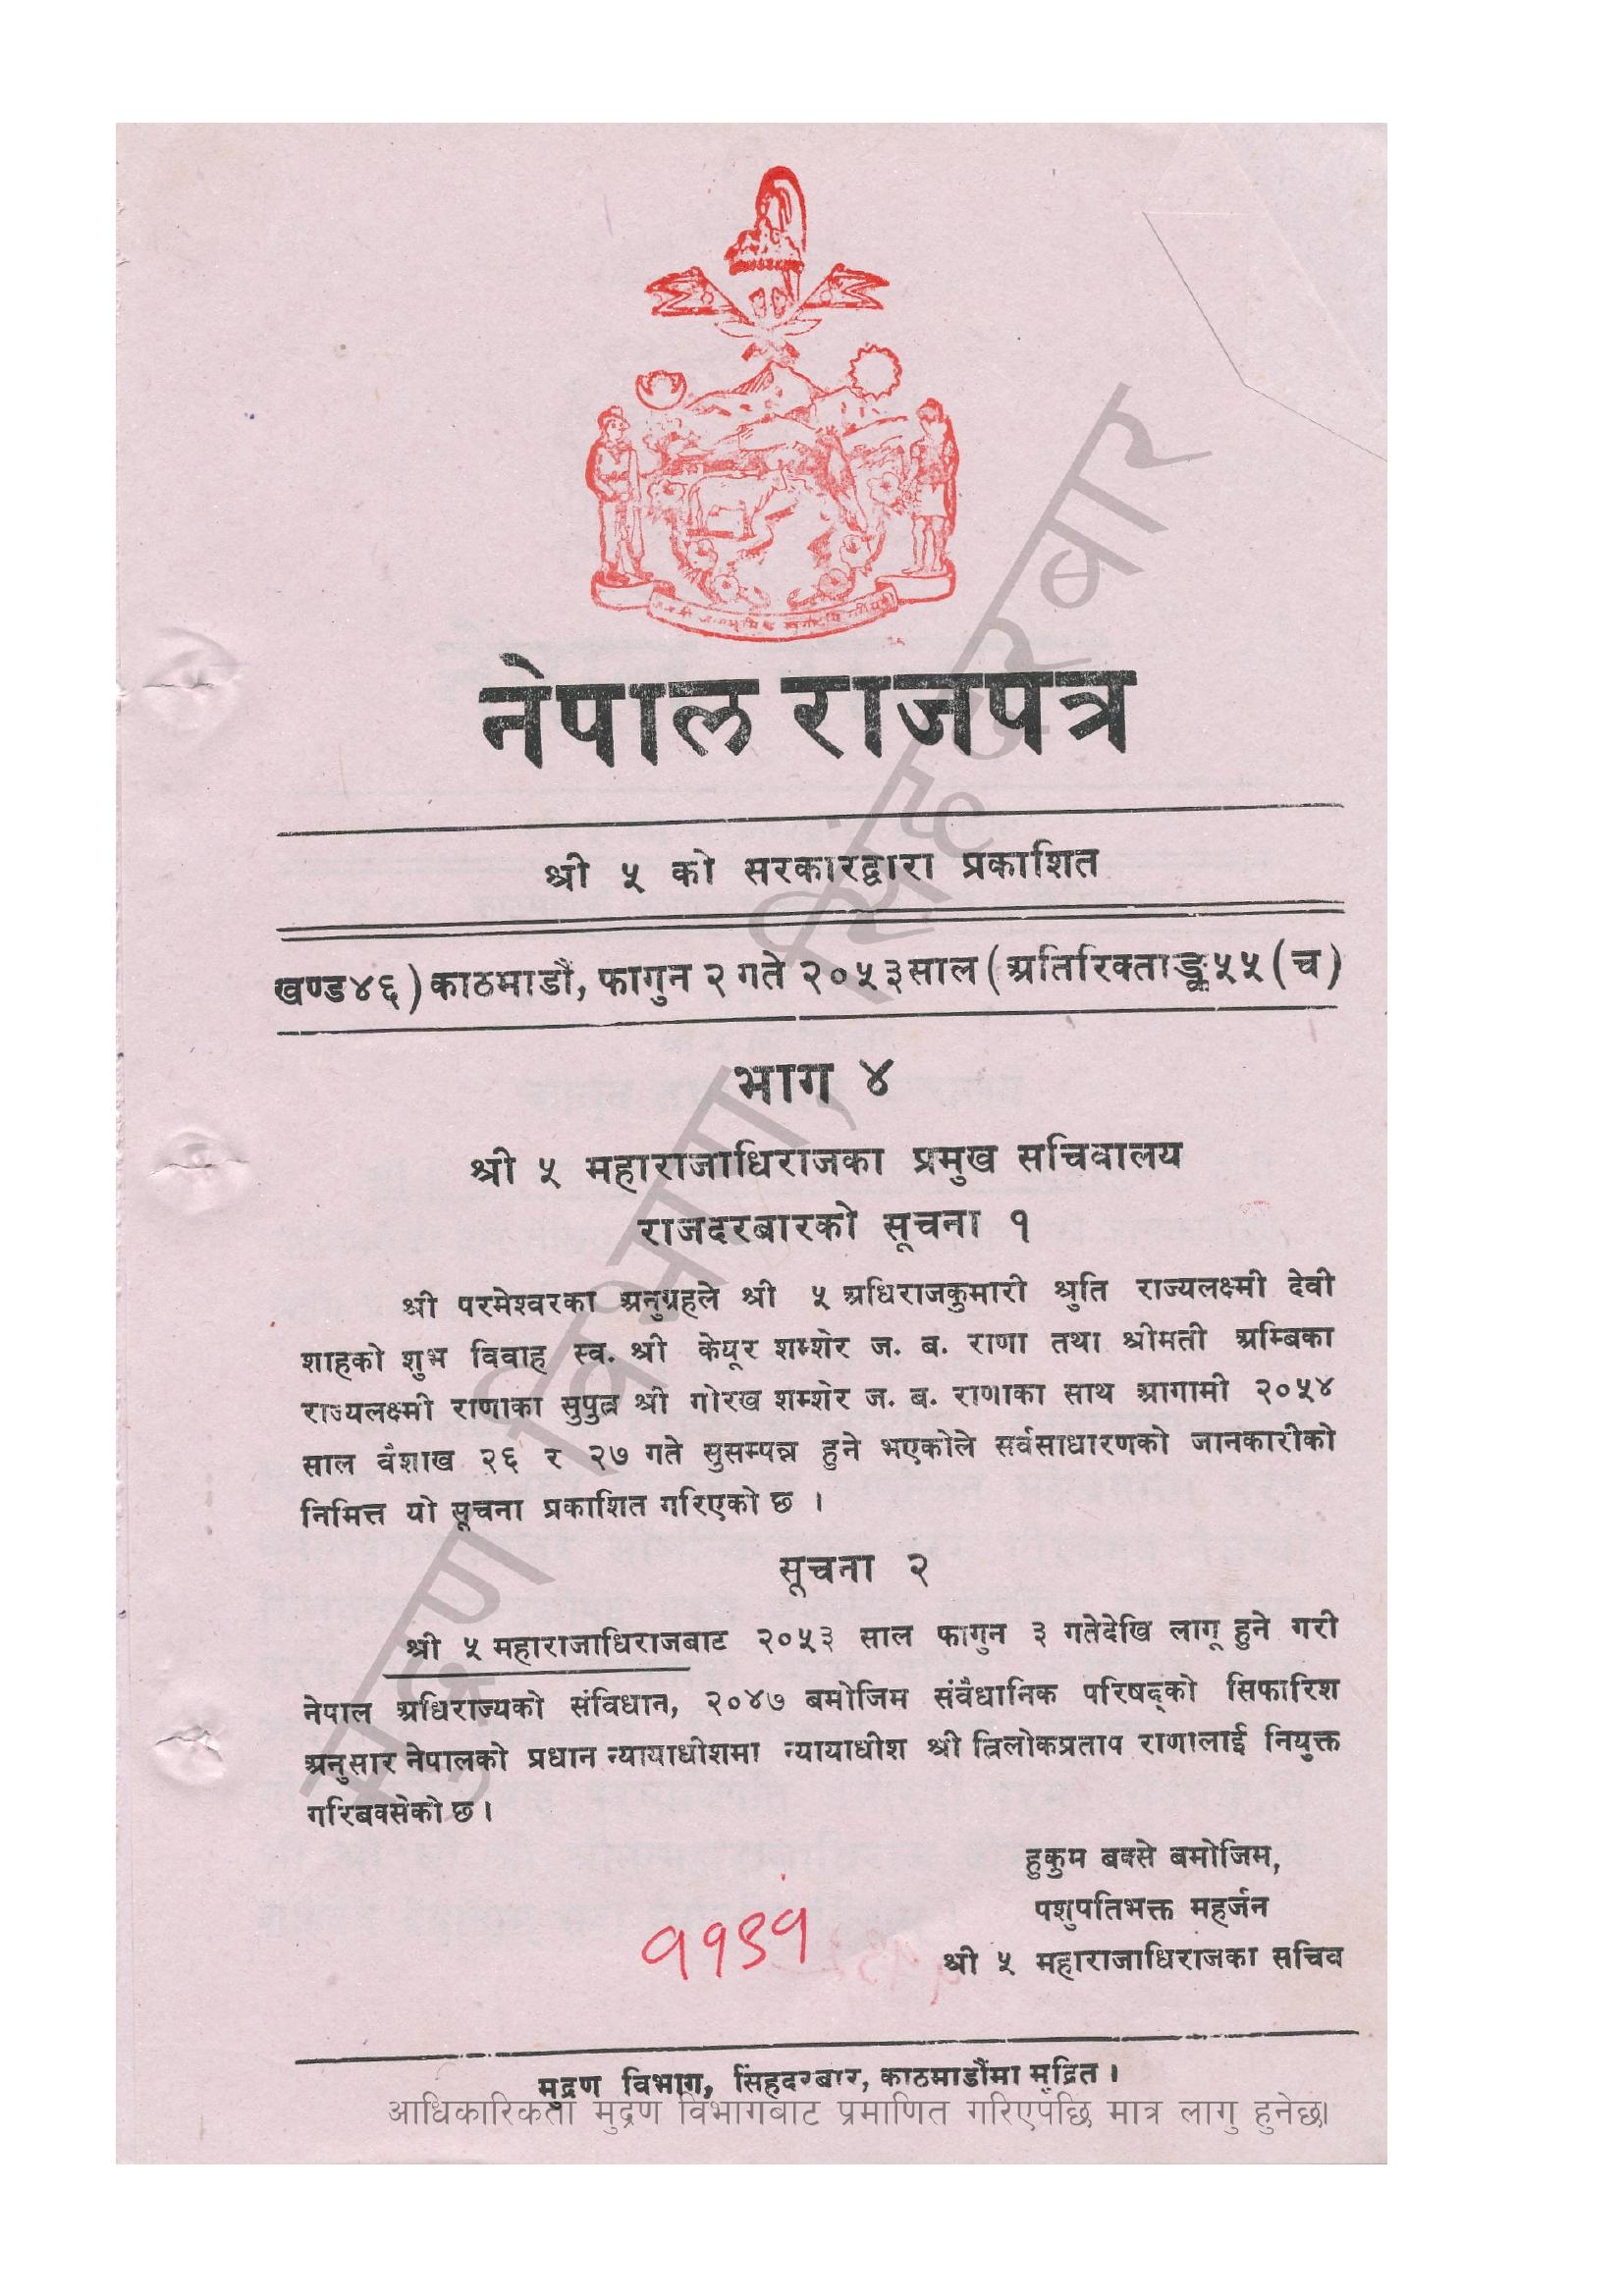 नेपाल राजपत्र
श्री ५ को सरकारद्वारा प्रकाशित
खण्ड४६) काठमाडौं, फागुन २ गते २०५३साल (अतिरिक्ताङ्क५५(च)
भाग ४
श्री ५ महाराजाधिराजका प्रमुख सचिवालय
राजदरबारको सूचना १
श्री परमेश्वरका अनुग्रहले श्री ५ अधिराजकुमारी श्रुति राज्यलक्ष्मी देवी
शाहको शुभ विवाह स्व. श्री केयूर शम्शेर ज. ब. राणा तथा श्रीमती अम्बिका
राज्यलक्ष्मी राणाका सुपुत्र श्री गोरख शम्शेर ज. ब. राणाका साथ आगामी २०५४
साल वैशाख २६ र २७ गते सुसम्पन्न हुने भएकोले सर्वसाधारणको जानकारीको
निमित्त यो सूचना प्रकाशित गरिएको छ ।
सूचना २
श्री ५ महाराजाधिराजबाट २०५३ साल फागुन ३ गतेदेखि लागू हुने गरी
नेपाल अधिराज्यको संविधान, २०४७ बमोजिम संवैधानिक परिषद्को सिफारिश
अनुसार नेपालको प्रधान न्यायाधीशमा न्यायाधीश श्री त्रिलोकप्रताप राणालाई नियुक्त
गरिबक्सेको छ ।
हुकुम बक्से बमोजिम,
पशुपतिभक्त महर्जन
श्री ५ महाराजाधिराजका सचिव
११९१
मुद्रण विभाग, सिंहदरबार, काठमाडौंमा मुद्रित ।
आधिकारिकता मुद्रण विभागबाट प्रमाणित गरिएपछि मात्र लागु हुनेछ।
मुद्रण विभाग, सिंहदरबार